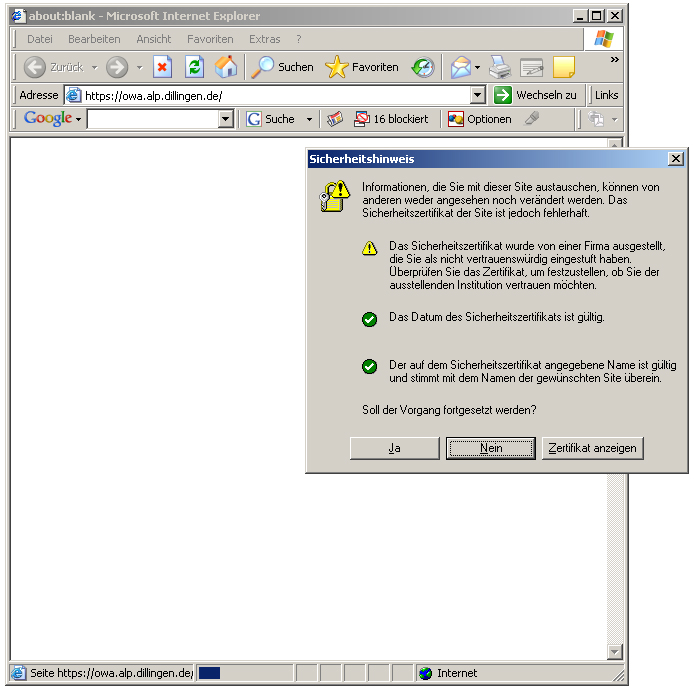 about:blank - Microsoft Internet Explorer
Datei Bearbeiten Ansicht Favoriten Extras ?
Zurück Suchen Favoriten »
Adresse https://owa.alp.dillingen.de/ Wechseln zu Links
Google Suche 16 blockiert Optionen »
Sicherheitshinweis
Informationen, die Sie mit dieser Site austauschen, können von
anderen weder angesehen noch verändert werden. Das
Sicherheitszertifikat der Site ist jedoch fehlerhaft.
Das Sicherheitszertifikat wurde von einer Firma ausgestellt,
die Sie als nicht vertrauenswürdig eingestuft haben.
Überprüfen Sie das Zertifikat, um festzustellen, ob Sie der
ausstellenden Institution vertrauen möchten.
Das Datum des Sicherheitszertifikats ist gültig.
Der auf dem Sicherheitszertifikat angegebene Name ist gültig
und stimmt mit dem Namen der gewünschten Site überein.
Soll der Vorgang fortgesetzt werden?
Ja Nein Zertifikat anzeigen
Seite https://owa.alp.dillingen.de/ Internet